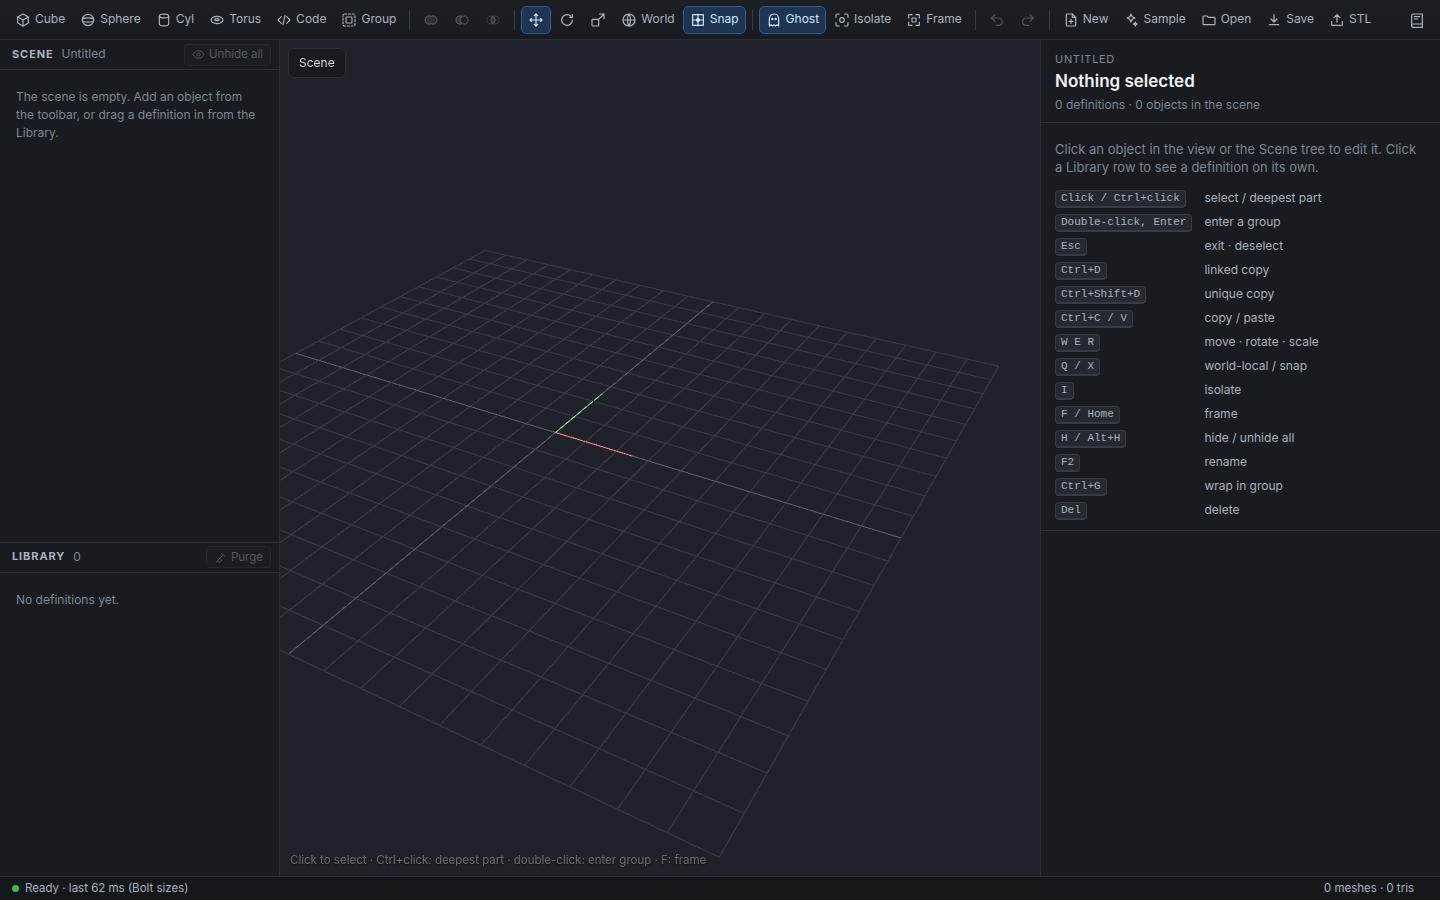 Cube Sphere Cyl Torus Code Group World Snap Ghost Isolate Frame New Sample Open Save STL
SCENE Untitled Unhide all
The scene is empty. Add an object from
the toolbar, or drag a definition in from the
Library.
LIBRARY 0 Purge
No definitions yet.
Scene
Click to select · Ctrl+click: deepest part · double-click: enter group · F: frame
UNTITLED
Nothing selected
0 definitions · 0 objects in the scene
Click an object in the view or the Scene tree to edit it. Click
a Library row to see a definition on its own.
Click / Ctrl+click select / deepest part
Double-click, Enter enter a group
Esc exit · deselect
Ctrl+D linked copy
Ctrl+Shift+D unique copy
Ctrl+C / V copy / paste
W E R move · rotate · scale
Q / X world-local / snap
I isolate
F / Home frame
H / Alt+H hide / unhide all
F2 rename
Ctrl+G wrap in group
Del delete
Ready · last 62 ms (Bolt sizes) 0 meshes · 0 tris